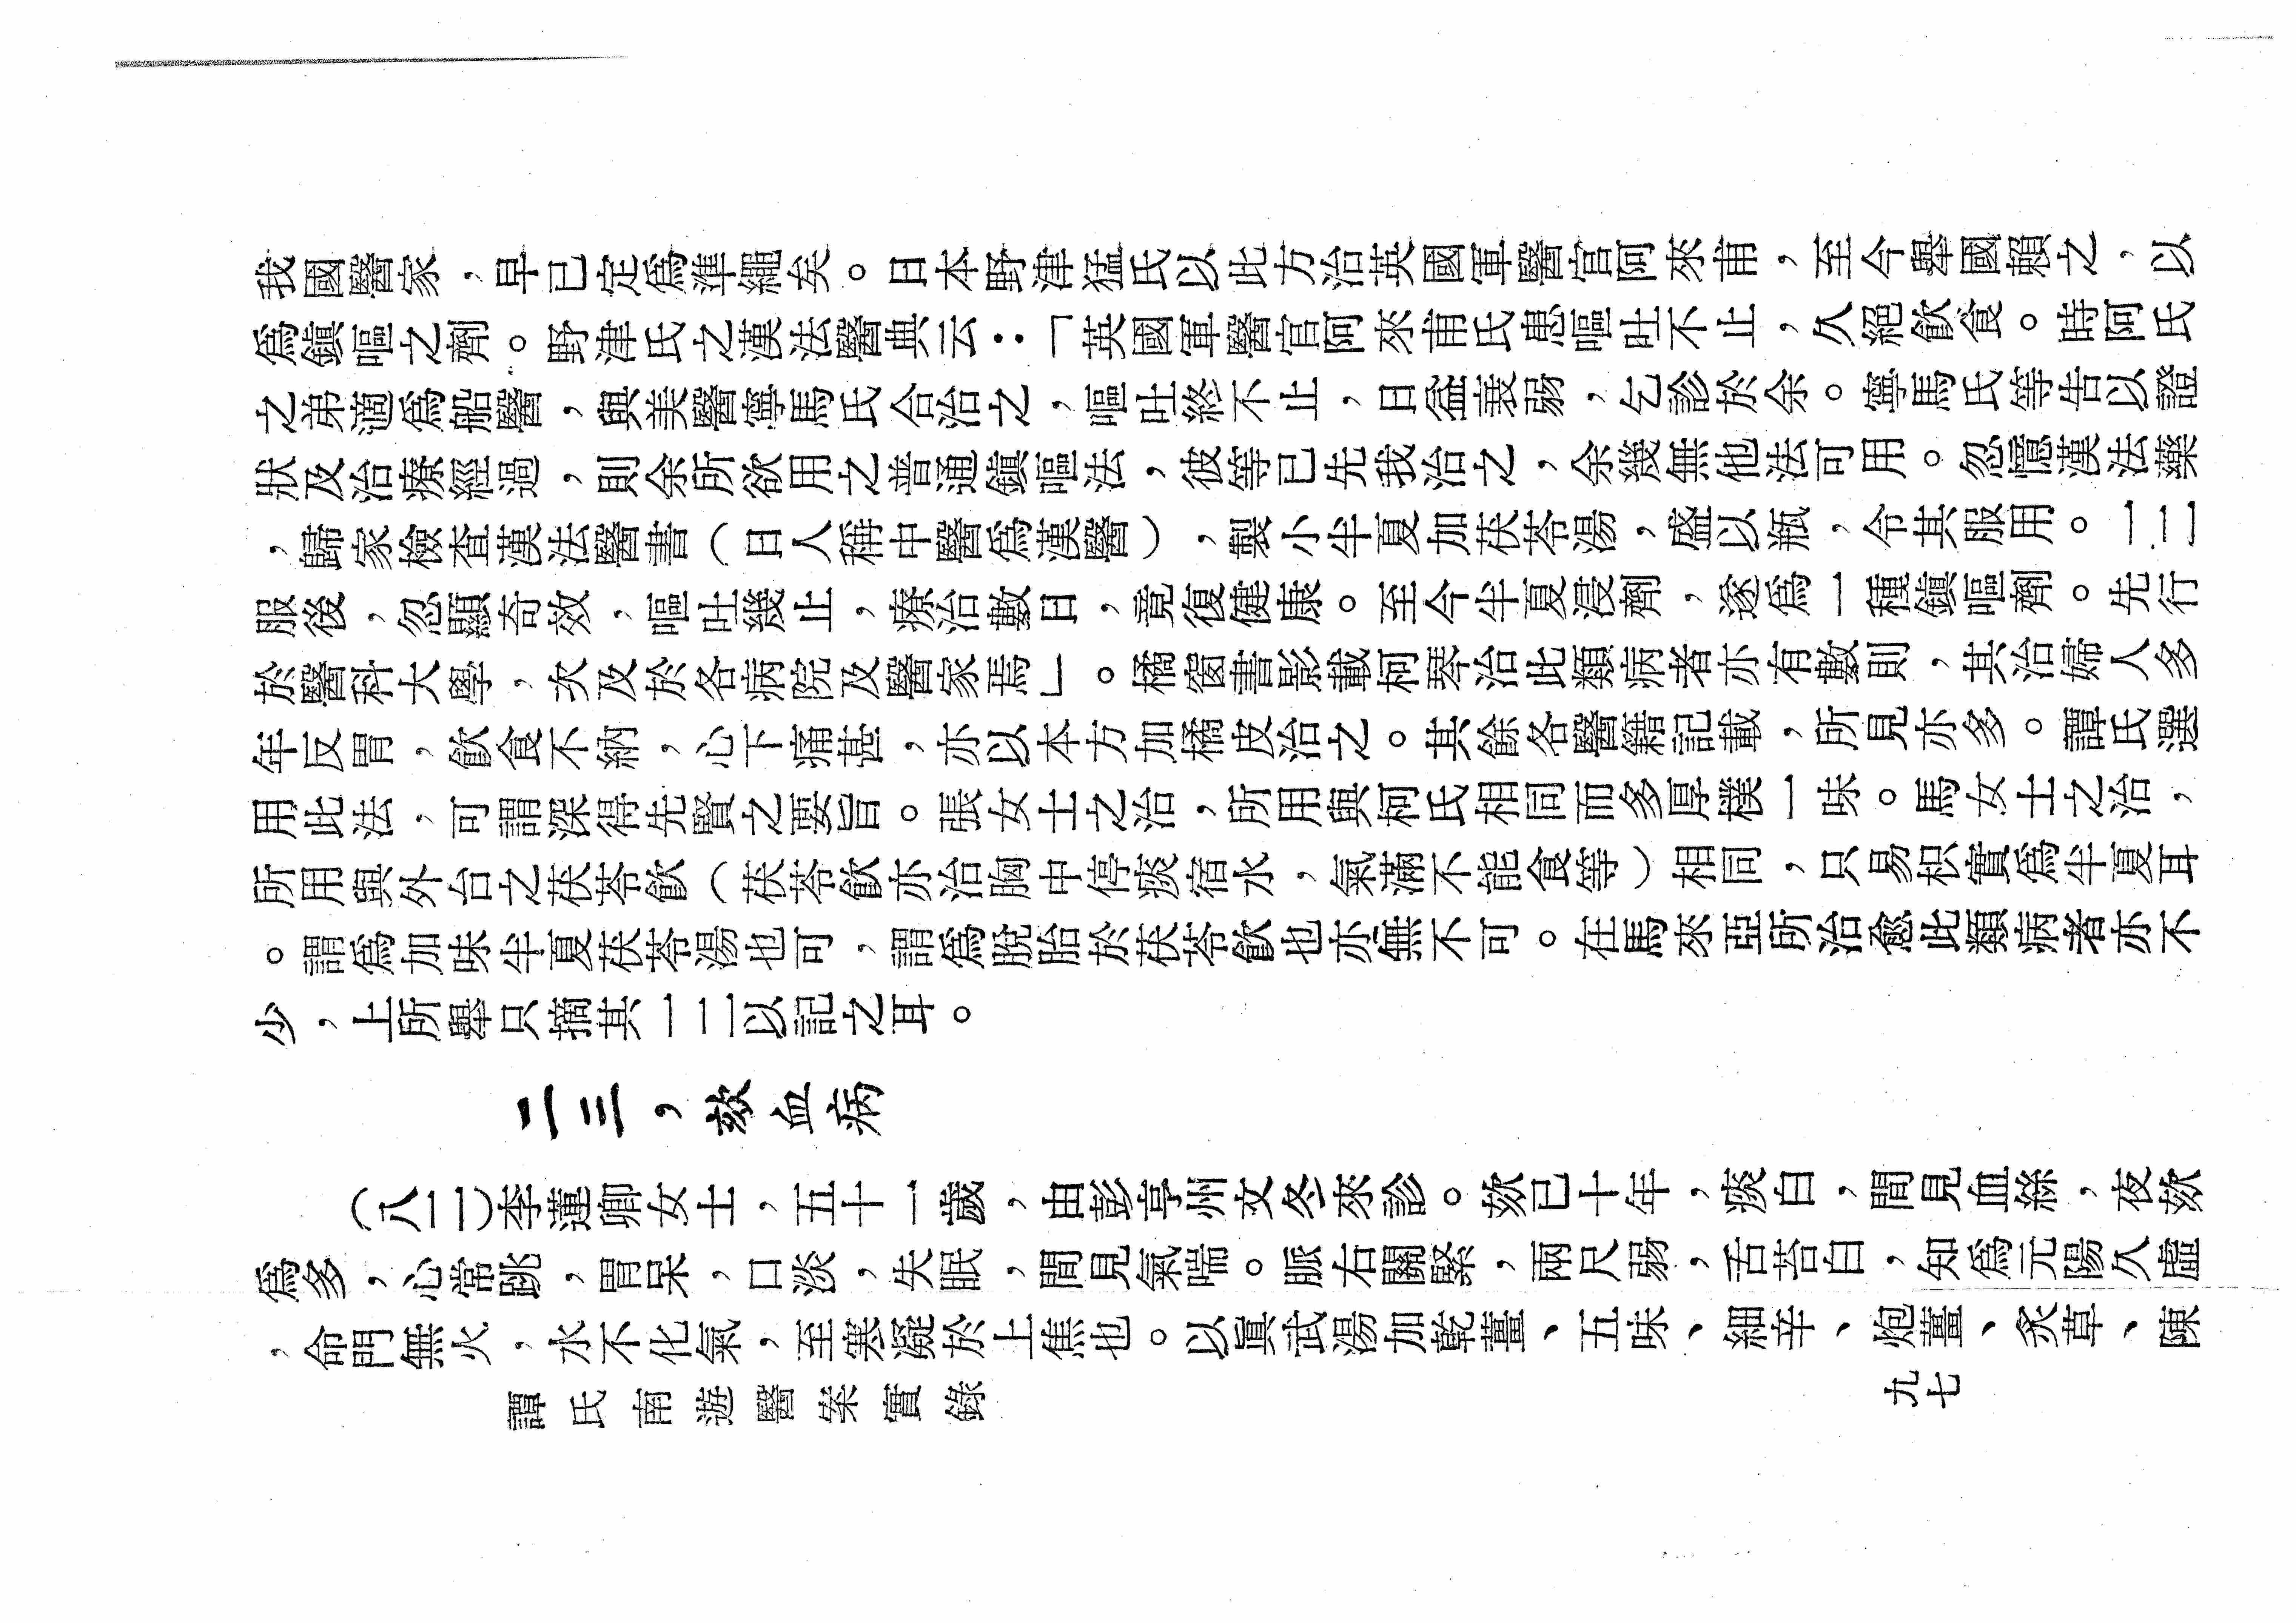 我國醫家，早已定為準繩矣。日本野津猛氏以此方治英國軍醫官阿來甫，至今舉國賴之，以
為鎭嘔之劑。野津氏之漢法醫典云：「英國軍醫官阿來甫氏患嘔吐不止，久絕飲食。時阿氏
之弟適為船醫，與美醫寧馬氏合治之，嘔吐終不止，日益衰弱，乞診於余。寧馬氏等告以證
狀及治療經過，則余所欲用之普通鎭嘔法，彼等已先我治之，余幾無他法可用。忽憶漢法藥
，歸家檢查漢法醫書（日人稱中醫為漢醫），製小半夏加茯苓湯，盛以瓶，令其服用。一二
服後，忽顯奇效，嘔吐幾止，療治數日，竟復健康。至今半夏浸劑，遂為一種鎭嘔劑。先行
於醫科大學，次及於各病院及醫家焉」。橘窗書影載柯琴治此類病者亦有數則，其治婦人多
年反胃，飲食不納，心下痛甚，亦以本方加橘皮治之。其餘各醫籍記載，所見亦多。譚氏選
用此法，可謂深得先賢之要旨。張女士之治，所用與柯氏相同而多厚樸一味。馬女士之治，
所用與外台之茯苓飲（茯苓飲亦治胸中停痰宿水，氣滿不能食等）相同，只易枳實為半夏耳
。謂為加味半夏茯苓湯也可，謂為脫胎於茯苓飲也亦無不可。在馬來亞所治愈此類病者亦不
少，上所舉只摘其一二以記之耳。
二三，欬血病
（八二）李蓮卿女士，五十一歲，由彭亨州文冬來診。欬已十年，痰白，間見血絲，夜欬
為多，心常跳，胃呆，口淡，失眠，間見氣喘。脈右關緊，兩尺弱，舌苔白，知為元陽久虛
，命門無火，水不化氣，至寒凝於上焦也。以眞武湯加乾薑、五味、細辛、炮薑、炙草、陳
譚氏南遊醫案實錄
九七